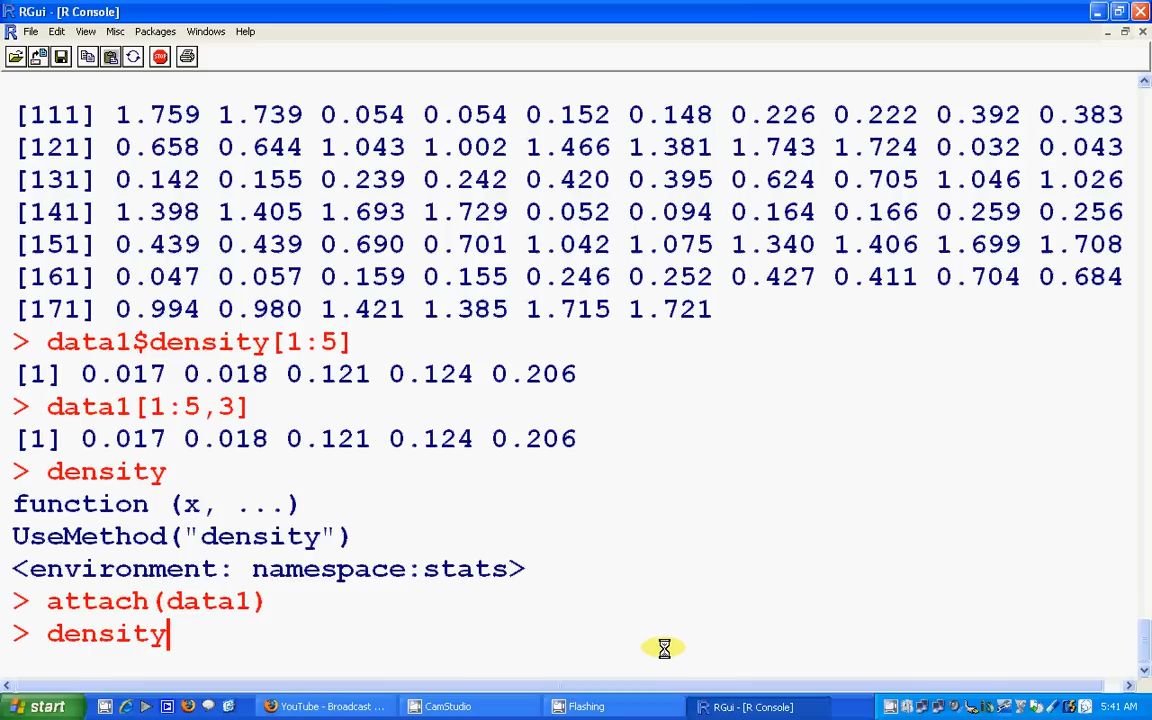 RGui - [R Console]
File Edit View Misc Packages Windows Help
STOP
[111] 1.759 1.739 0.054 0.054 0.152 0.148 0.226 0.222 0.392 0.383
[121] 0.658 0.644 1.043 1.002 1.466 1.381 1.743 1.724 0.032 0.043
[131] 0.142 0.155 0.239 0.242 0.420 0.395 0.624 0.705 1.046 1.026
[141] 1.398 1.405 1.693 1.729 0.052 0.094 0.164 0.166 0.259 0.256
[151] 0.439 0.439 0.690 0.701 1.042 1.075 1.340 1.406 1.699 1.708
[161] 0.047 0.057 0.159 0.155 0.246 0.252 0.427 0.411 0.704 0.684
[171] 0.994 0.980 1.421 1.385 1.715 1.721
> data1$density[1:5]
[1] 0.017 0.018 0.121 0.124 0.206
> data1[1:5,3]
[1] 0.017 0.018 0.121 0.124 0.206
> density
function (x, ...)
UseMethod("density")
<environment: namespace:stats>
> attach(data1)
> density
start YouTube - Broadcast ... CamStudio Flashing RGui - [R Console] 5:41 AM